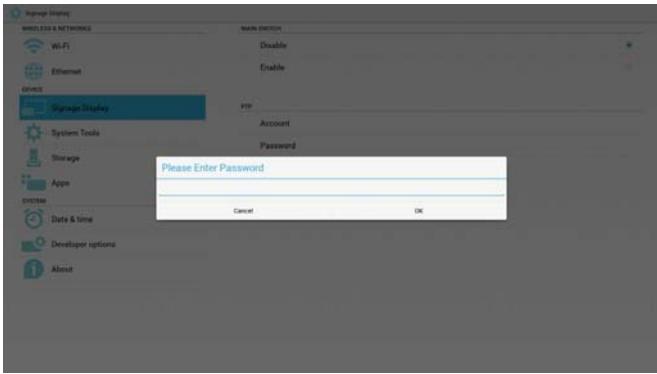 Signage Display
WIRELESS & NETWORKS
Wi-Fi
Ethernet
DEVICE
Signage Display
System Tools
Storage
Apps
SYSTEM
Date & time
Developer options
About
MAIN SWITCH
Disable
Enable
FTP
Account
Password
Please Enter Password
Cancel
OK